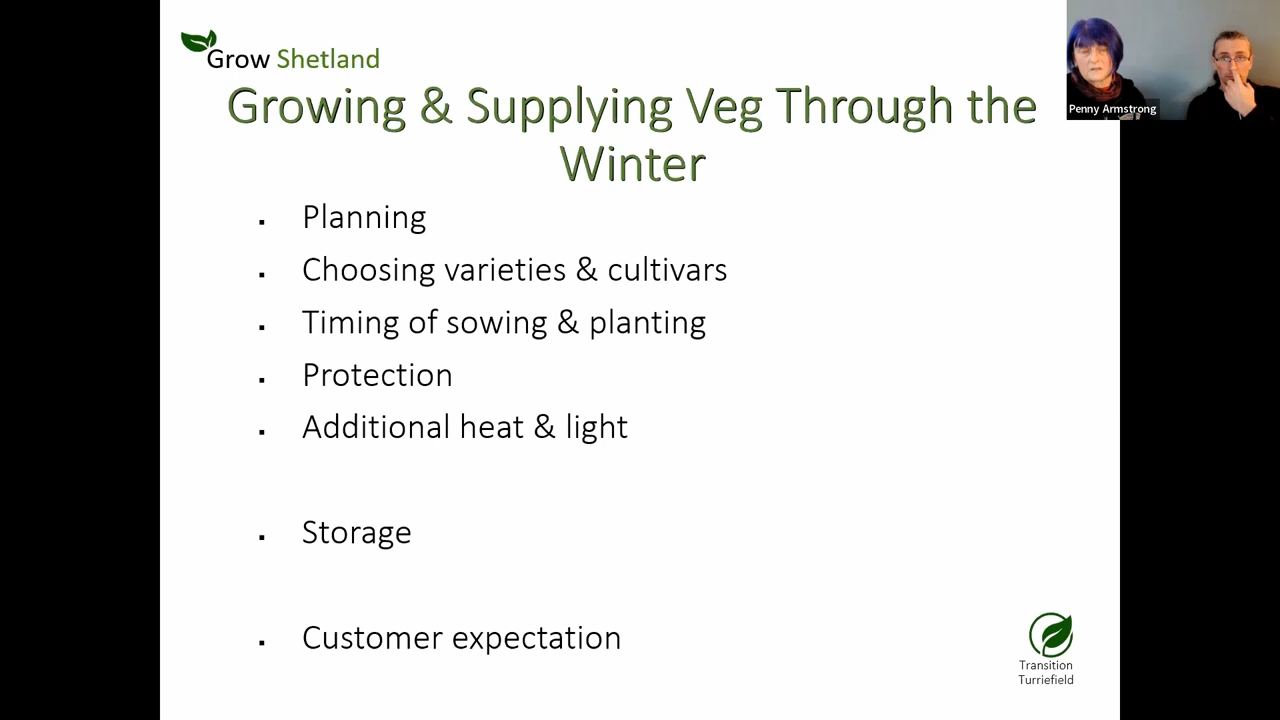 Grow Shetland
Growing & Supplying Veg Through the
Winter
Penny Armstrong
▪ Planning
▪ Choosing varieties & cultivars
▪ Timing of sowing & planting
▪ Protection
▪ Additional heat & light
▪ Storage
▪ Customer expectation
Transition
Turriefield